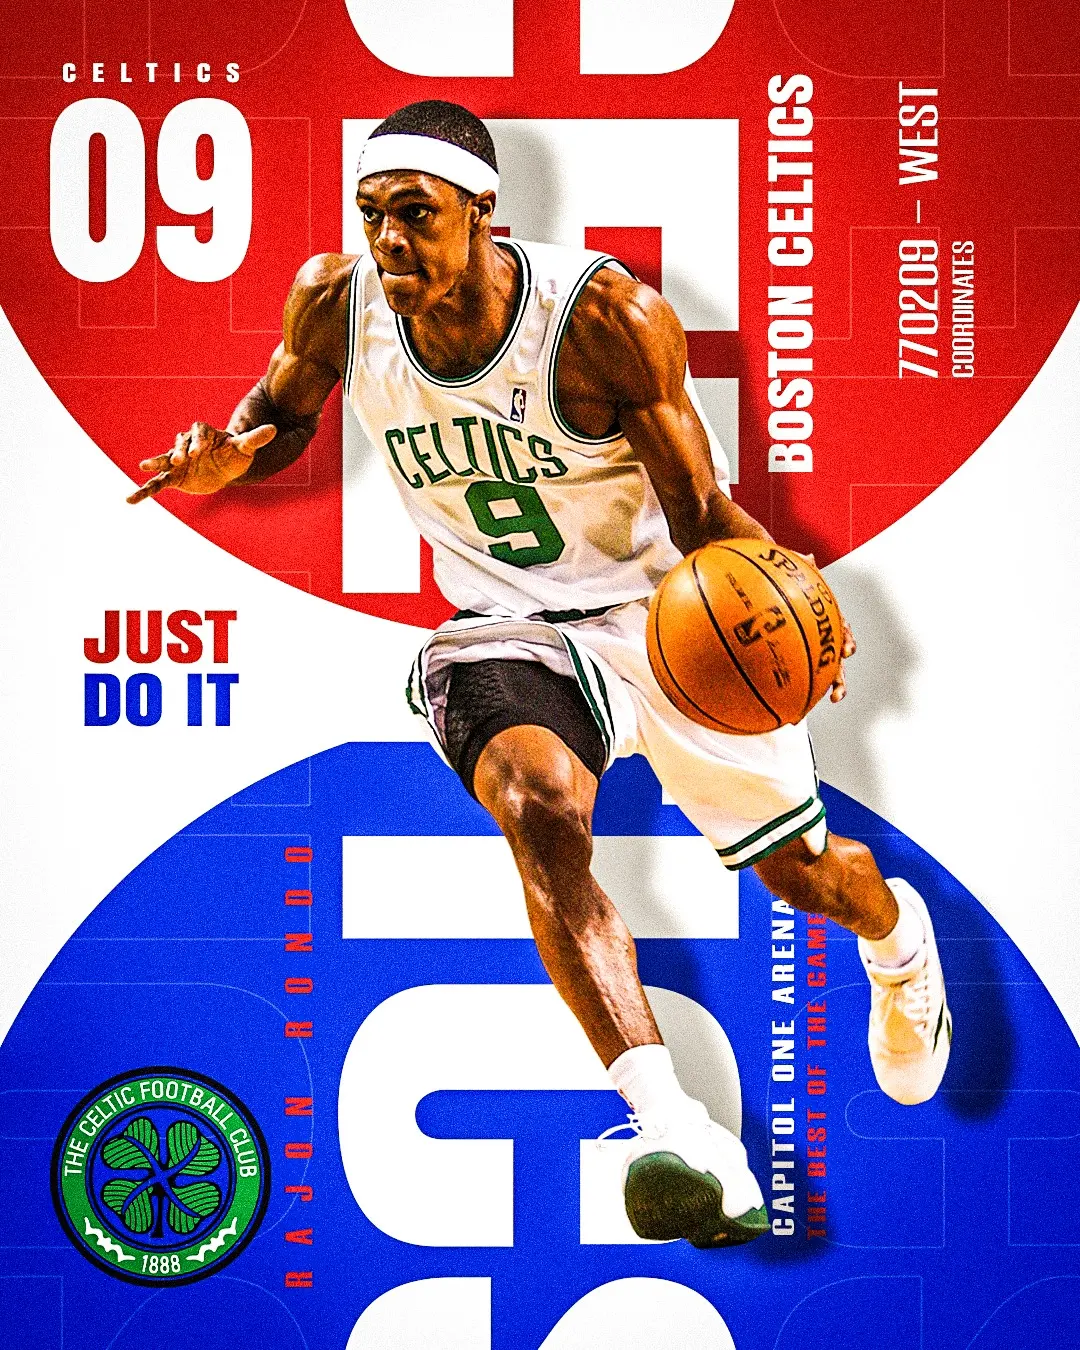 CELTICS
09
BOSTON CELTICS
770209 – WEST
COORDINATES
CELTICS
9
SPALDING
JUST
DO IT
RAJON RONDO
CAPITOL ONE ARENA
THE BEST OF THE GAME
THE CELTIC FOOTBALL CLUB
1888